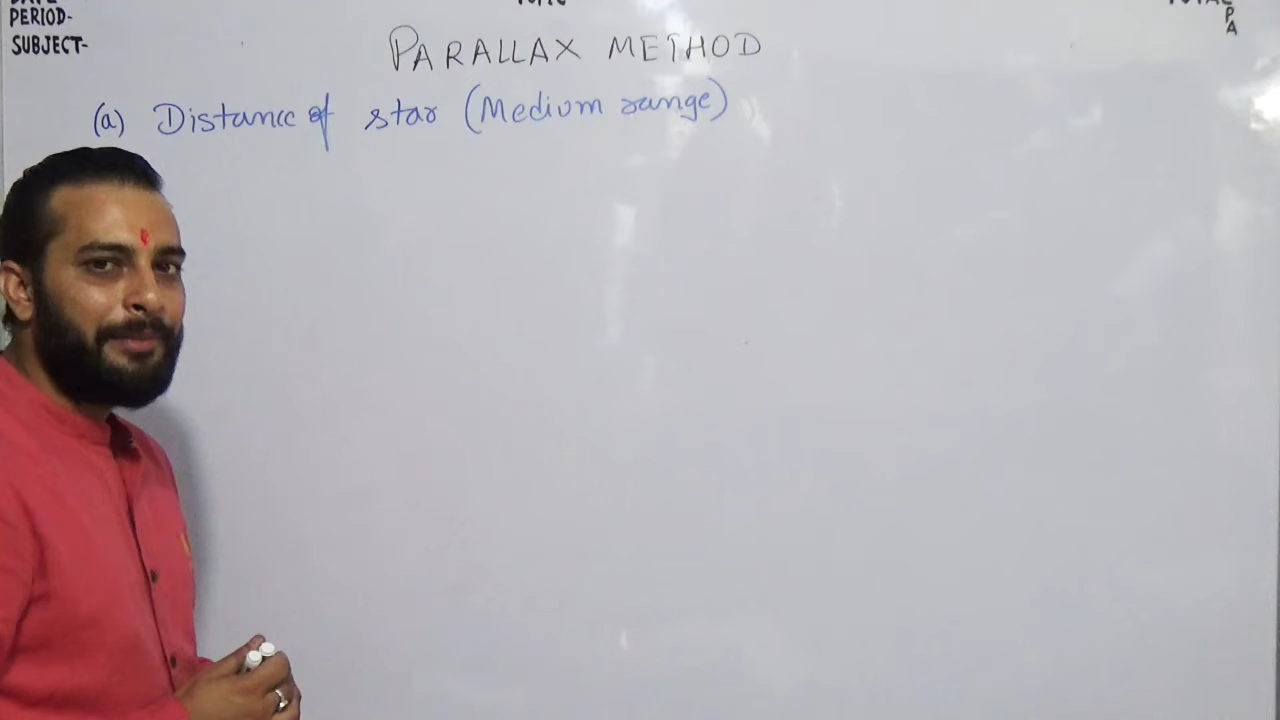 PERIOD-
SUBJECT-
P
A
PARALLAX METHOD
(a) Distance of star (Medium range)